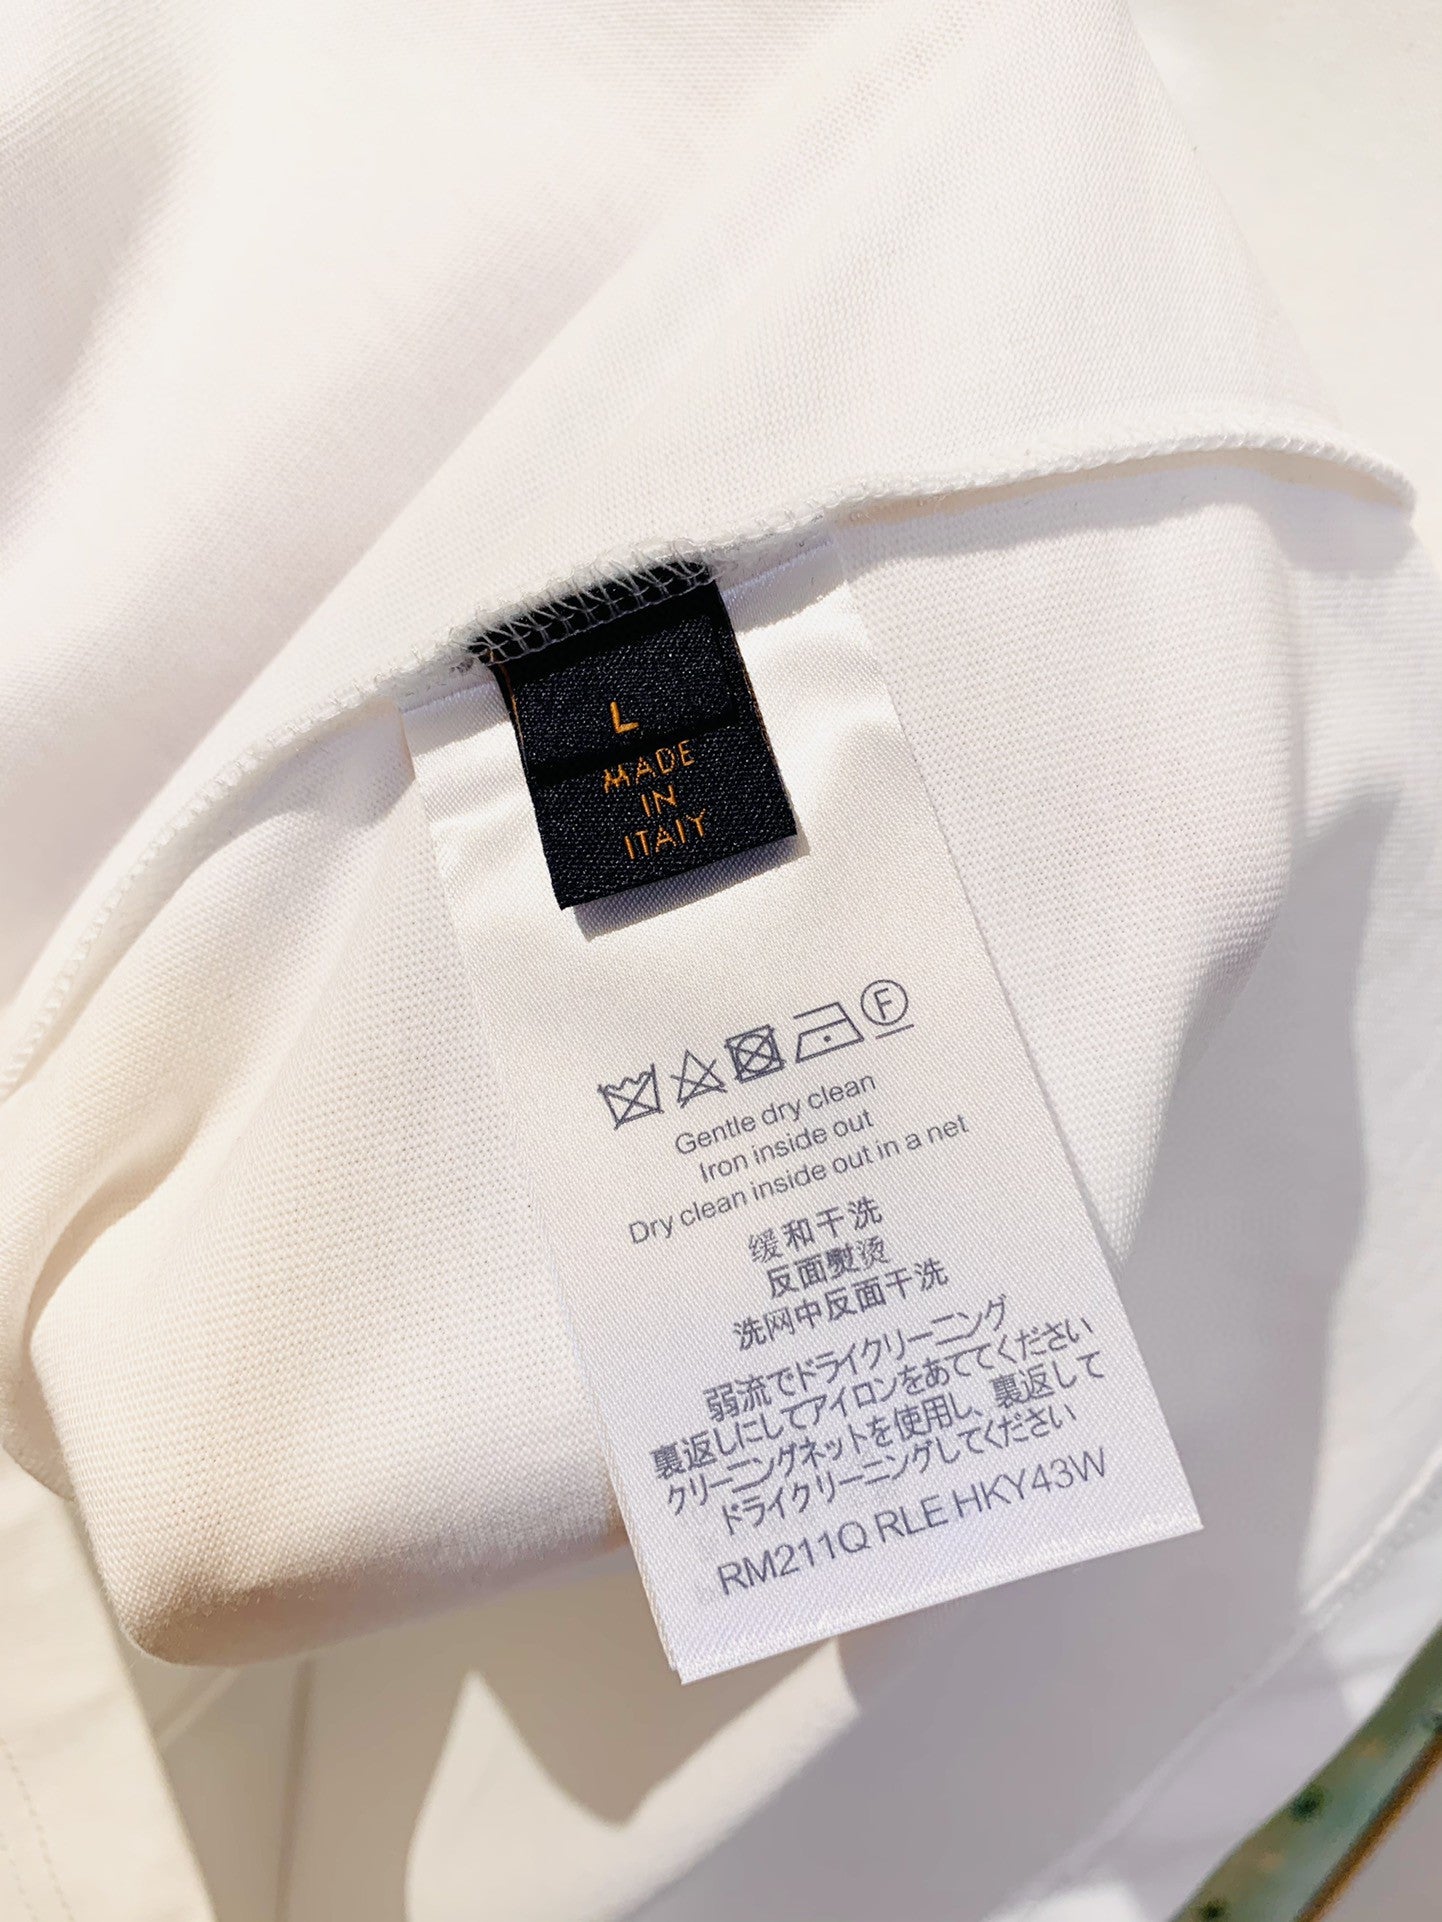 L
MADE
IN
ITALY
F
Gentle dry clean
Iron inside out
Dry clean inside out in a net
缓和干洗
反面熨烫
洗网中反面干洗
弱流でドライクリーニング
裏返しにしてアイロンをあててください
クリーニングネットを使用し、裏返して
ドライクリーニングしてください
RM211Q RLE HKY43W